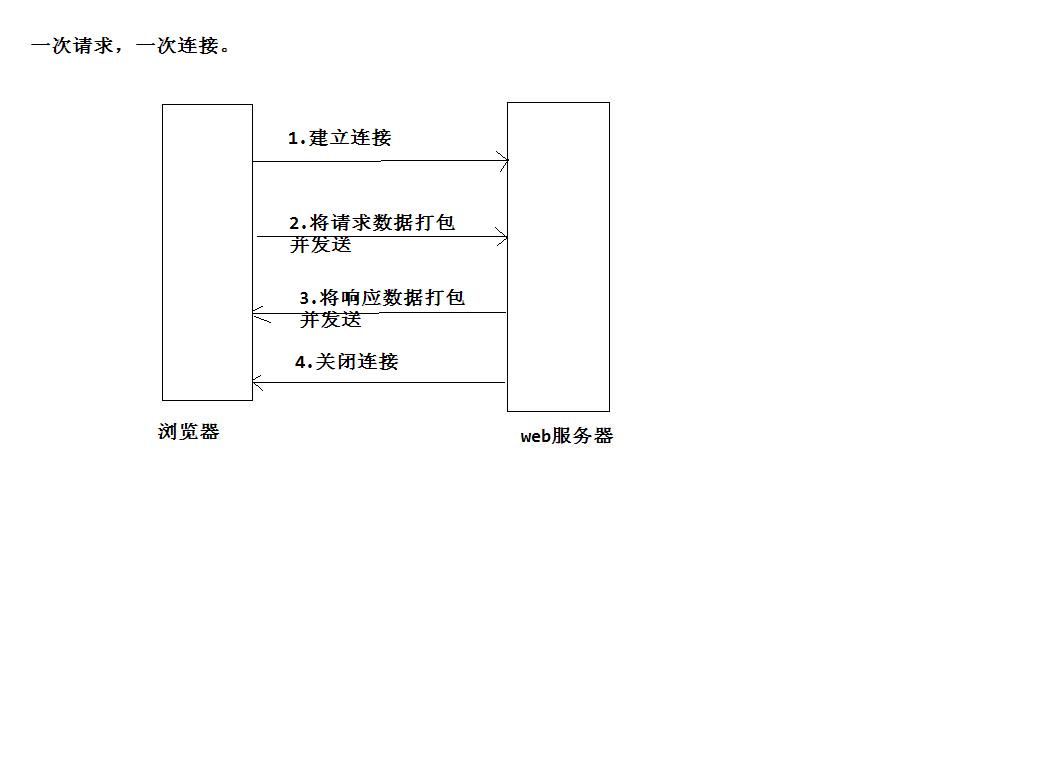 一次请求，一次连接。
1.建立连接
2.将请求数据打包
并发送
3.将响应数据打包
并发送
4.关闭连接
浏览器
web服务器